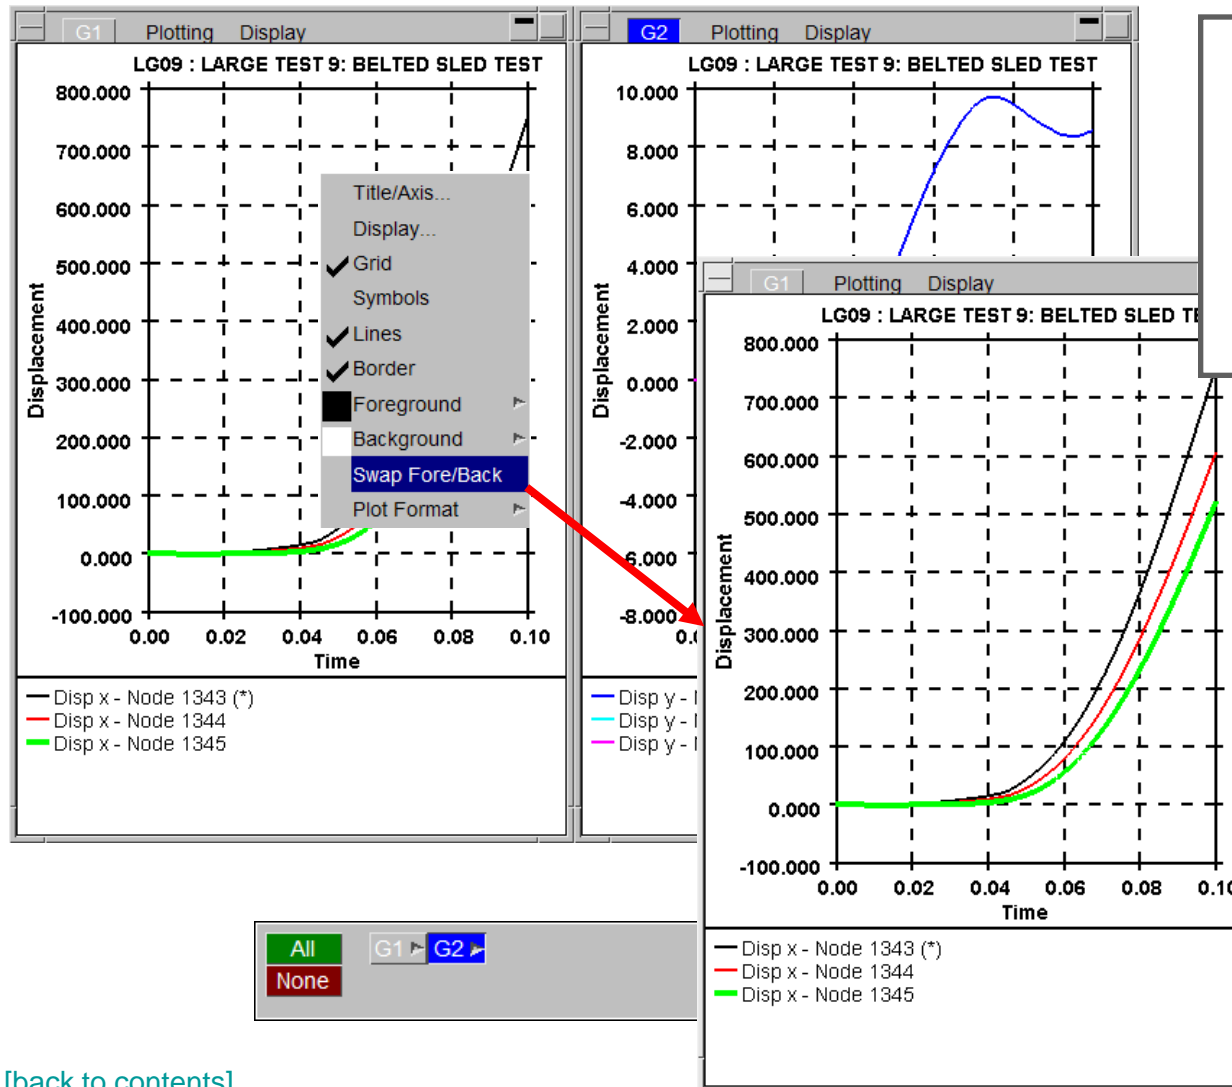 G1 Plotting Display
LG09 : LARGE TEST 9: BELTED SLED TEST
800.000
700.000
600.000
500.000
400.000
300.000
200.000
100.000
0.000
-100.000
Displacement
0.00 0.02 0.04 0.06 0.08 0.10
Time
Disp x - Node 1343 (*)
Disp x - Node 1344
Disp x - Node 1345
Title/Axis...
Display...
Grid
Symbols
Lines
Border
Foreground
Background
Swap Fore/Back
Plot Format
G2 Plotting Display
LG09 : LARGE TEST 9: BELTED SLED TEST
10.000
8.000
6.000
4.000
2.000
0.000
-2.000
-4.000
-6.000
-8.000
Displacement
Disp y -
Disp y -
Disp y -
G1 Plotting Display
LG09 : LARGE TEST 9: BELTED SLED
800.000
700.000
600.000
500.000
400.000
300.000
200.000
100.000
0.000
-100.000
Displacement
0.00 0.02 0.04 0.06 0.08 0.10
Time
Disp x - Node 1343 (*)
Disp x - Node 1344
Disp x - Node 1345
All G1 G2
None
[back to contents]